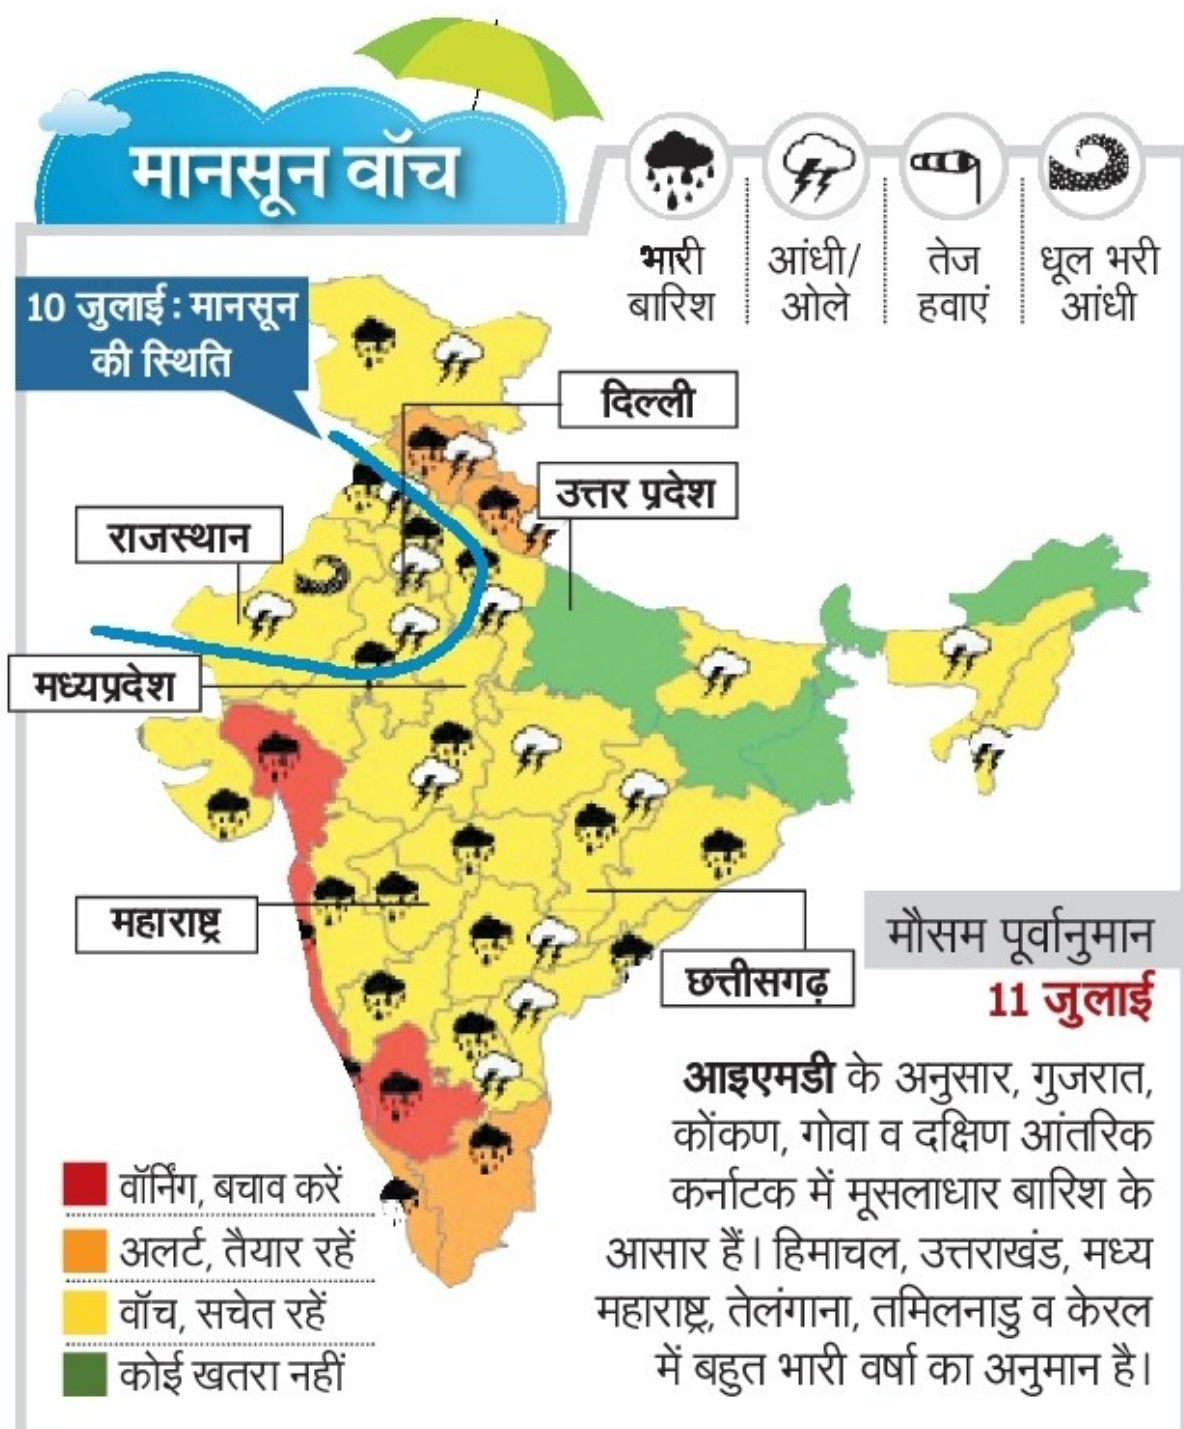 मानसून वॉच
भारी
बारिश
आंधी/
ओले
तेज
हवाएं
धूल भरी
आंधी
10 जुलाई : मानसून
की स्थिति
दिल्ली
उत्तर प्रदेश
राजस्थान
मध्यप्रदेश
महाराष्ट्र
छत्तीसगढ़
मौसम पूर्वानुमान
11 जुलाई
आइएमडी के अनुसार, गुजरात,
कोंकण, गोवा व दक्षिण आंतरिक
कर्नाटक में मूसलाधार बारिश के
आसार हैं। हिमाचल, उत्तराखंड, मध्य
महाराष्ट्र, तेलंगाना, तमिलनाडु व केरल
में बहुत भारी वर्षा का अनुमान है।
वॉर्निंग, बचाव करें
अलर्ट, तैयार रहें
वॉच, सचेत रहें
कोई खतरा नहीं